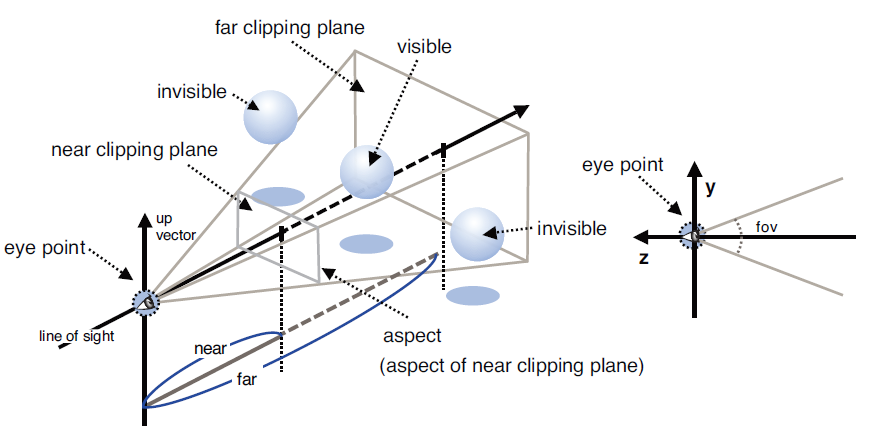 far clipping plane
visible
invisible
near clipping plane
up
vector
eye point
line of sight
near
far
invisible
aspect
(aspect of near clipping plane)
eye point
y
fov
z